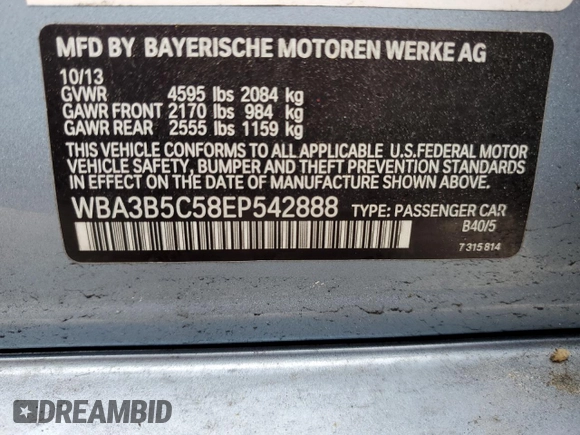 MFD BY BAYERISCHE MOTOREN WERKE AG
10/13
GVWR 4595 lbs 2084 kg
GAWR FRONT 2170 lbs 984 kg
GAWR REAR 2555 lbs 1159 kg
THIS VEHICLE CONFORMS TO ALL APPLICABLE U.S.FEDERAL MOTOR
VEHICLE SAFETY, BUMPER AND THEFT PREVENTION STANDARDS
IN EFFECT ON THE DATE OF MANUFACTURE SHOWN ABOVE.
WBA3B5C58EP542888 TYPE: PASSENGER CAR
B40/5
7 315 814
DREAMBID